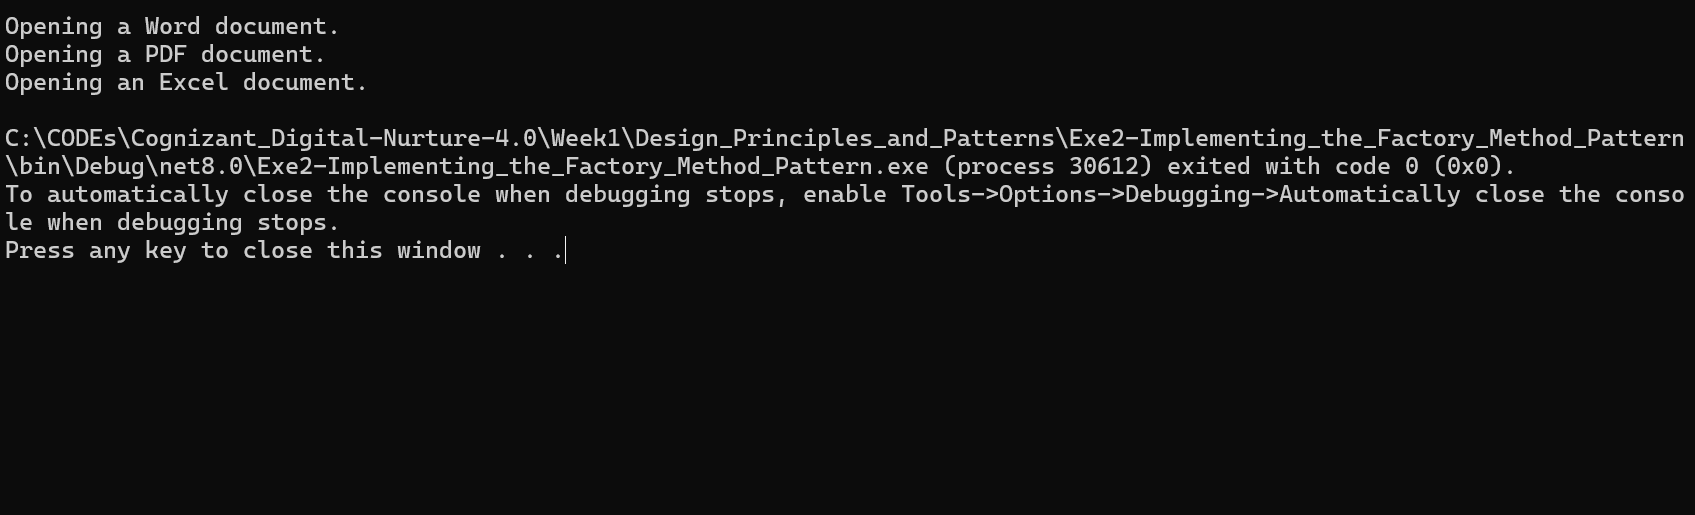 Opening a Word document.
Opening a PDF document.
Opening an Excel document.
C:\CODEs\Cognizant_Digital-Nurture-4.0\Week1\Design_Principles_and_Patterns\Exe2-Implementing_the_Factory_Method_Pattern
\bin\Debug\net8.0\Exe2-Implementing_the_Factory_Method_Pattern.exe (process 30612) exited with code 0 (0x0).
To automatically close the console when debugging stops, enable Tools->Options->Debugging->Automatically close the conso
le when debugging stops.
Press any key to close this window . . .